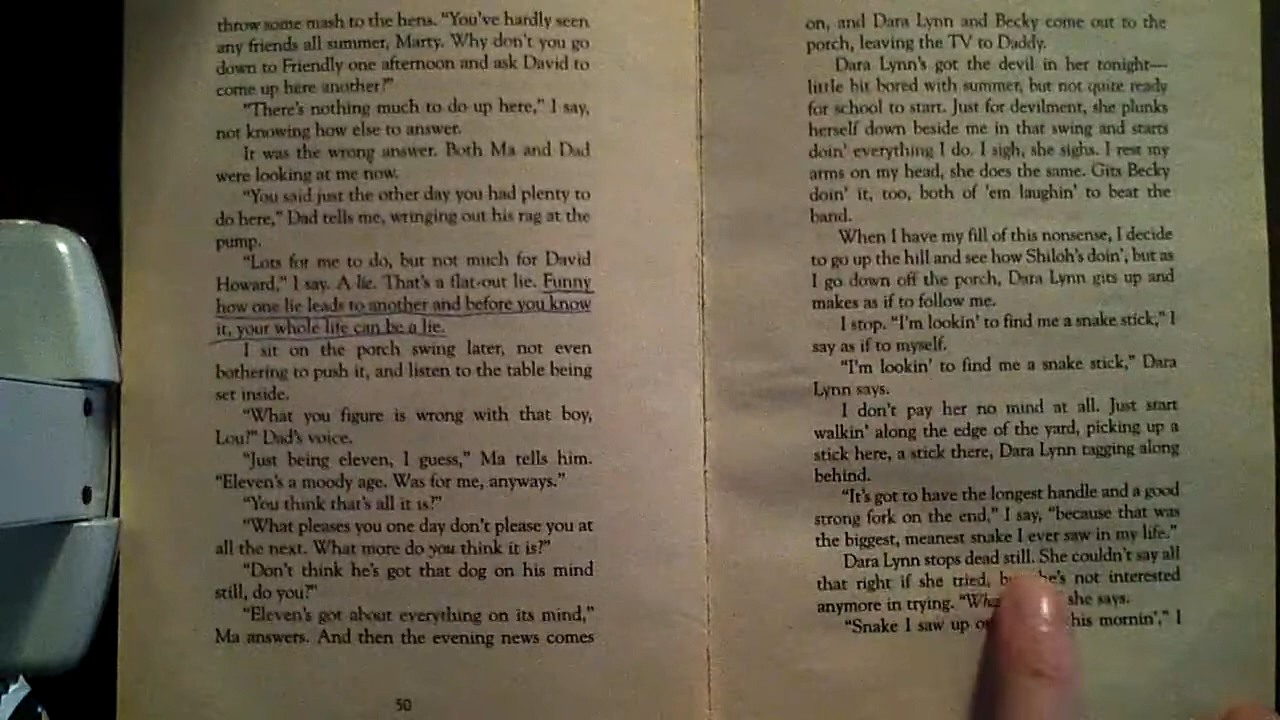 throw some mash to the hens. "You've hardly seen
any friends all summer, Marty. Why don't you go
down to Friendly one afternoon and ask David to
come up here another?"
"There's nothing much to do up here," I say,
not knowing how else to answer.
It was the wrong answer. Both Ma and Dad
were looking at me now.
"You said just the other day you had plenty to
do here," Dad tells me, wringing out his rag at the
pump.
"Lots for me to do, but not much for David
Howard," I say. A lie. That's a flat-out lie. Funny
how one lie leads to another and before you know
it, your whole life can be a lie.
I sit on the porch swing later, not even
bothering to push it, and listen to the table being
set inside.
"What you figure is wrong with that boy,
Lou?" Dad's voice.
"Just being eleven, I guess," Ma tells him.
"Eleven's a moody age. Was for me, anyways."
"You think that's all it is?"
"What pleases you one day don't please you at
all the next. What more do you think it is?"
"Don't think he's got that dog on his mind
still, do you?"
"Eleven's got about everything on its mind,"
Ma answers. And then the evening news comes
50
on, and Dara Lynn and Becky come out to the
porch, leaving the TV to Daddy.
Dara Lynn's got the devil in her tonight—
little bit bored with summer, but not quite ready
for school to start. Just for devilment, she plunks
herself down beside me in that swing and starts
doin' everything I do. I sigh, she sighs. I rest my
arms on my head, she does the same. Gits Becky
doin' it, too, both of 'em laughin' to beat the
band.
When I have my fill of this nonsense, I decide
to go up the hill and see how Shiloh's doin', but as
I go down off the porch, Dara Lynn gits up and
makes as if to follow me.
I stop. "I'm lookin' to find me a snake stick," I
say as if to myself.
"I'm lookin' to find me a snake stick," Dara
Lynn says.
I don't pay her no mind at all. Just start
walkin' along the edge of the yard, picking up a
stick here, a stick there, Dara Lynn tagging along
behind.
"It's got to have the longest handle and a good
strong fork on the end," I say, "because that was
the biggest, meanest snake I ever saw in my life."
Dara Lynn stops dead still. She couldn't say all
that right if she tried, not interested
anymore in trying. she says.
"Snake I saw up mornin'," I